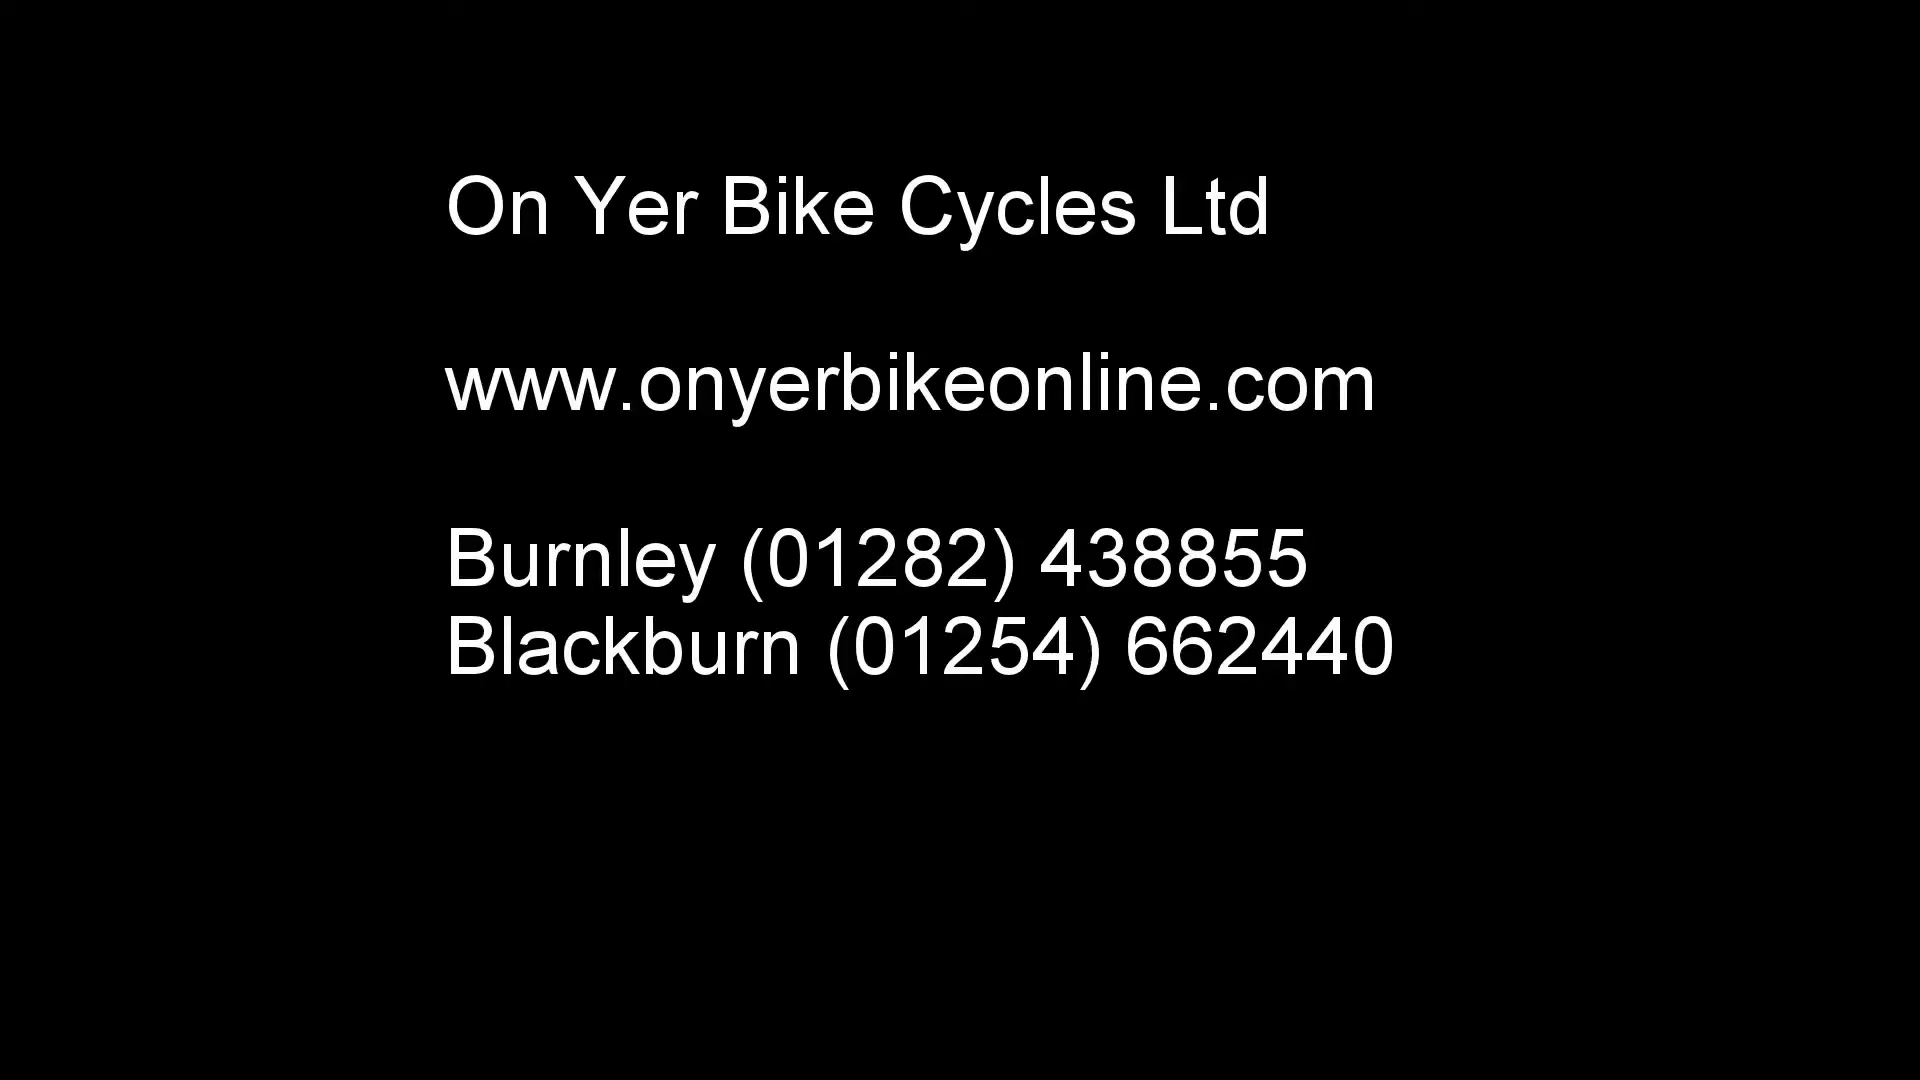 On Yer Bike Cycles Ltd
www.onyerbikeonline.com
Burnley (01282) 438855
Blackburn (01254) 662440